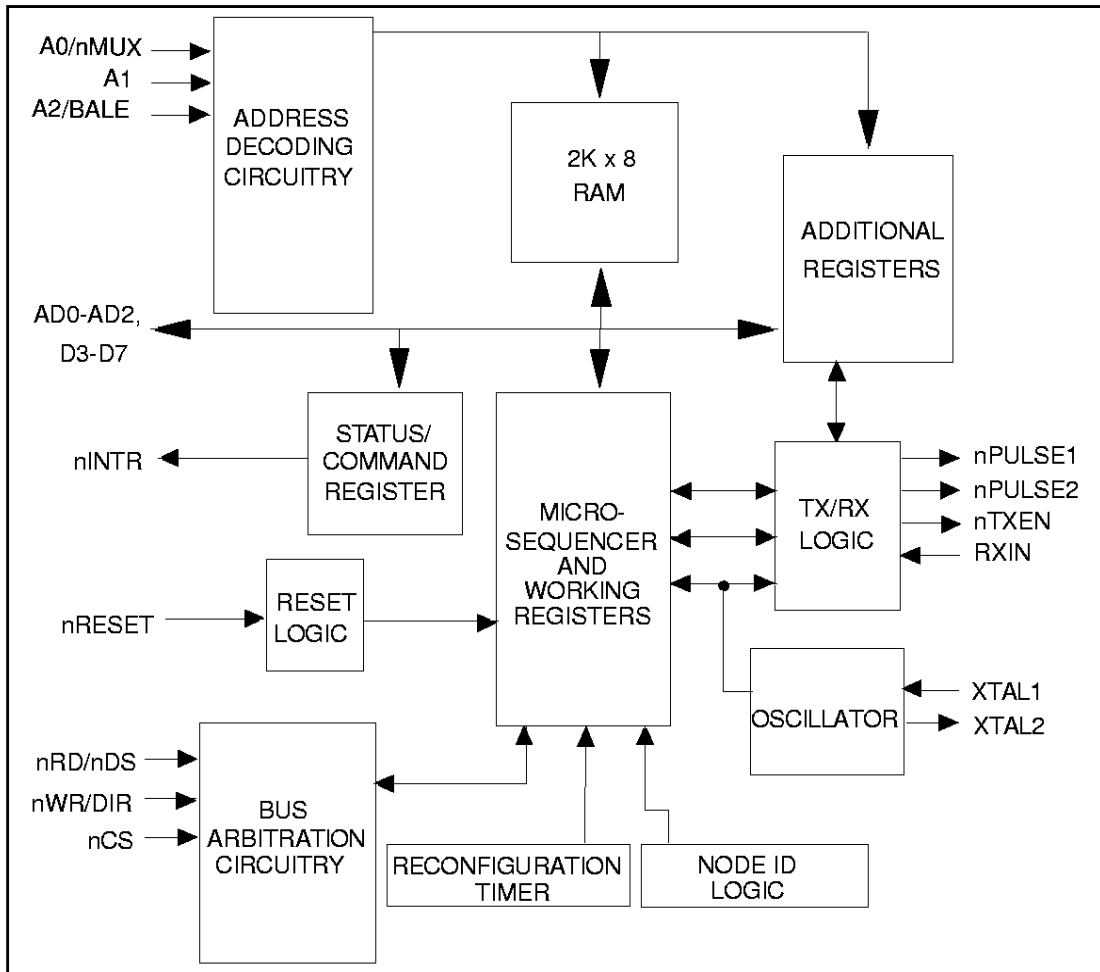 A0/nMUX
A1
A2/BALE
ADDRESS
DECODING
CIRCUITRY
2K x 8
RAM
ADDITIONAL
REGISTERS
AD0-AD2,
D3-D7
nINTR
STATUS/
COMMAND
REGISTER
MICRO-
SEQUENCER
AND
WORKING
REGISTERS
TX/RX
LOGIC
nPULSE1
nPULSE2
nTXEN
RXIN
nRESET
RESET
LOGIC
OSCILLATOR
XTAL1
XTAL2
nRD/nDS
nWR/DIR
nCS
BUS
ARBITRATION
CIRCUITRY
RECONFIGURATION
TIMER
NODE ID
LOGIC